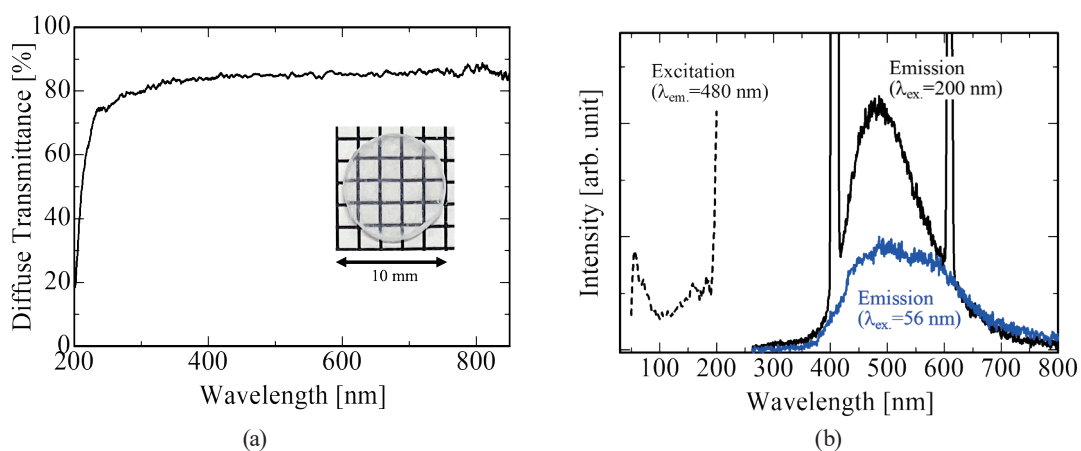 Diffuse Transmittance [%]
100
80
60
40
20
0
10 mm
200
400
600
800
Wavelength [nm]
(a)
Intensity [arb. unit]
Excitation
(λem.=480 nm)
Emission
(λex.=200 nm)
Emission
(λex.=56 nm)
100
200
300
400
500
600
700
800
Wavelength [nm]
(b)